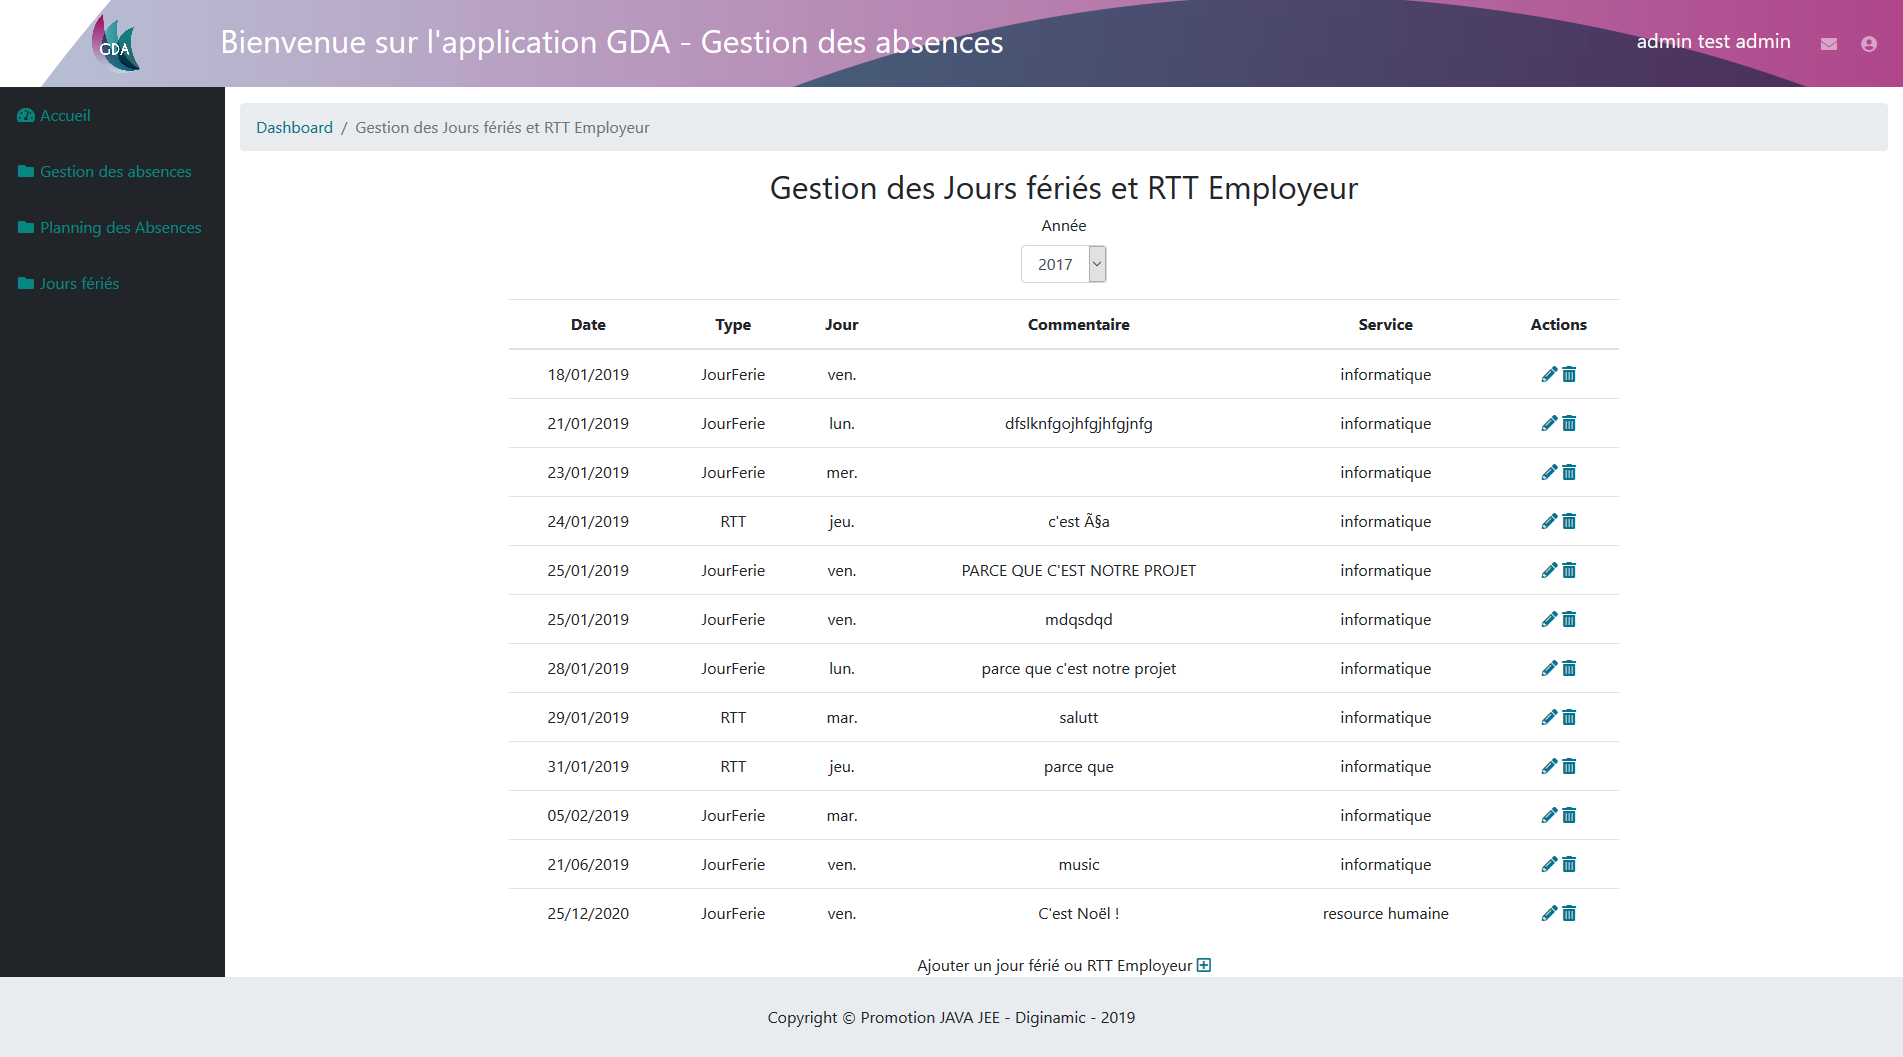 GDA
Bienvenue sur l'application GDA - Gestion des absences
admin test admin
Accueil
Gestion des absences
Planning des Absences
Jours fériés
Dashboard / Gestion des Jours fériés et RTT Employeur
Gestion des Jours fériés et RTT Employeur
Année
2017
Date Type Jour Commentaire Service Actions
18/01/2019 JourFerie ven. informatique
21/01/2019 JourFerie lun. dfslknfgojhfgjhfgjnfg informatique
23/01/2019 JourFerie mer. informatique
24/01/2019 RTT jeu. c'est Ã§a informatique
25/01/2019 JourFerie ven. PARCE QUE C'EST NOTRE PROJET informatique
25/01/2019 JourFerie ven. mdqsdqd informatique
28/01/2019 JourFerie lun. parce que c'est notre projet informatique
29/01/2019 RTT mar. salutt informatique
31/01/2019 RTT jeu. parce que informatique
05/02/2019 JourFerie mar. informatique
21/06/2019 JourFerie ven. music informatique
25/12/2020 JourFerie ven. C'est Noël ! resource humaine
Ajouter un jour férié ou RTT Employeur
Copyright © Promotion JAVA JEE - Diginamic - 2019